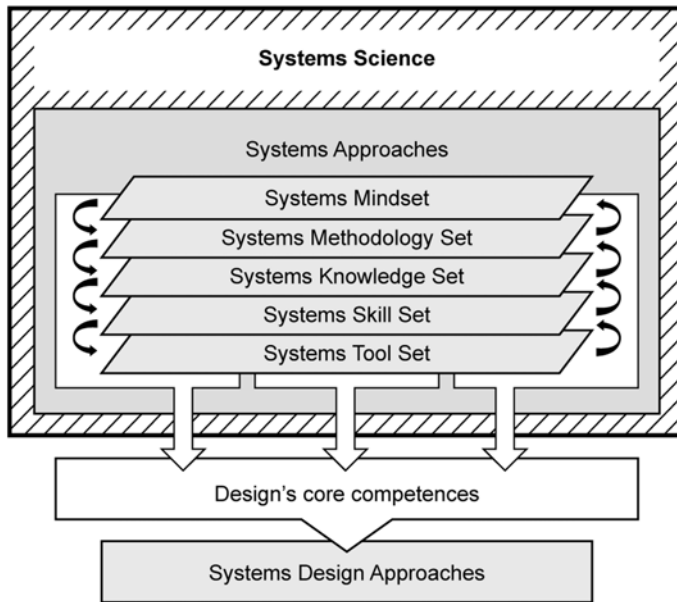 Systems Science
Systems Approaches
Systems Mindset
Systems Methodology Set
Systems Knowledge Set
Systems Skill Set
Systems Tool Set
Design’s core competences
Systems Design Approaches